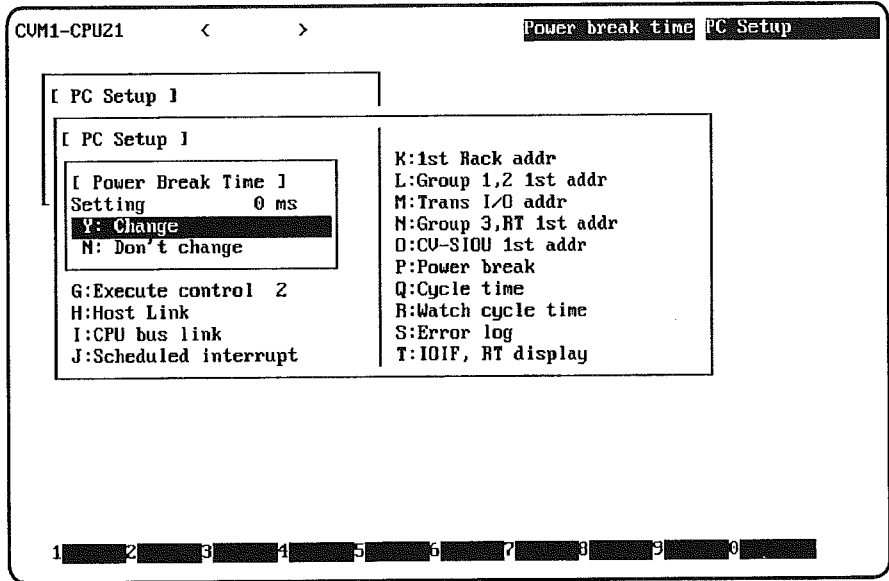 CVM1-CPU21 < > Power break time PC Setup
[ PC Setup ]
[ PC Setup ]
[ Power Break Time ]
Setting 0 ms
Y: Change
N: Don't change
G:Execute control 2
H:Host Link
I:CPU bus link
J:Scheduled interrupt
K:1st Rack addr
L:Group 1,2 1st addr
M:Trans I/O addr
N:Group 3,RT 1st addr
O:CV-SIOU 1st addr
P:Power break
Q:Cycle time
R:Watch cycle time
S:Error log
T:IOIF, RT display
1 2 3 4 5 6 7 8 9 0